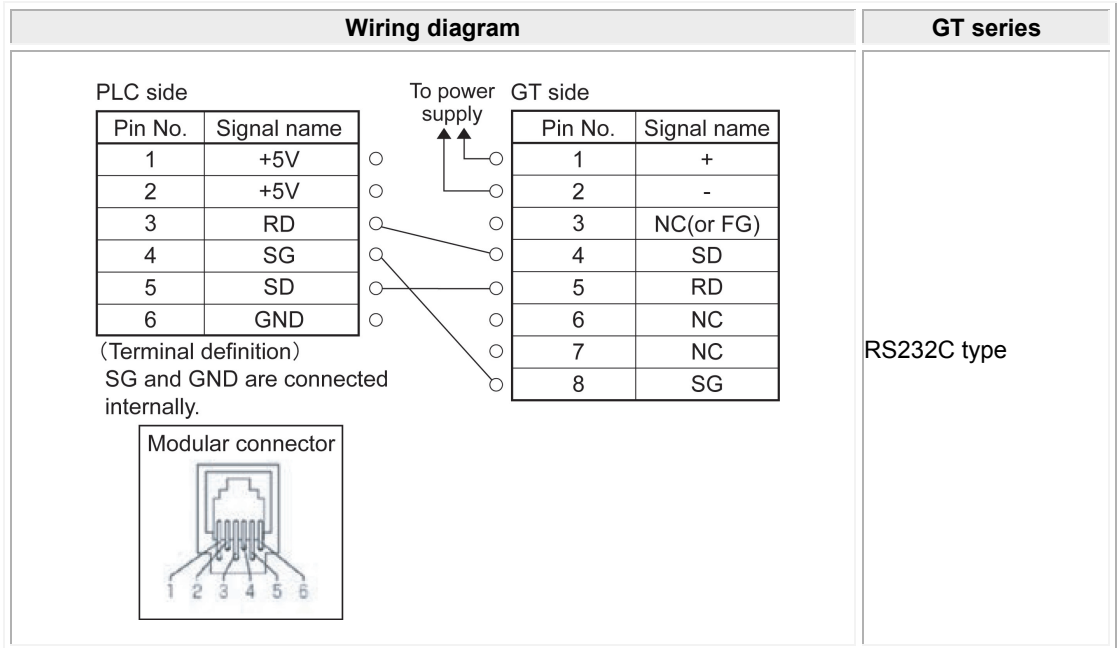 Wiring diagram GT series
PLC side
To power supply
GT side
Pin No. Signal name
1 +5V
2 +5V
3 RD
4 SG
5 SD
6 GND
(Terminal definition)
SG and GND are connected
internally.
Modular connector
1 2 3 4 5 6
Pin No. Signal name
1 +
2 -
3 NC(or FG)
4 SD
5 RD
6 NC
7 NC
8 SG
RS232C type